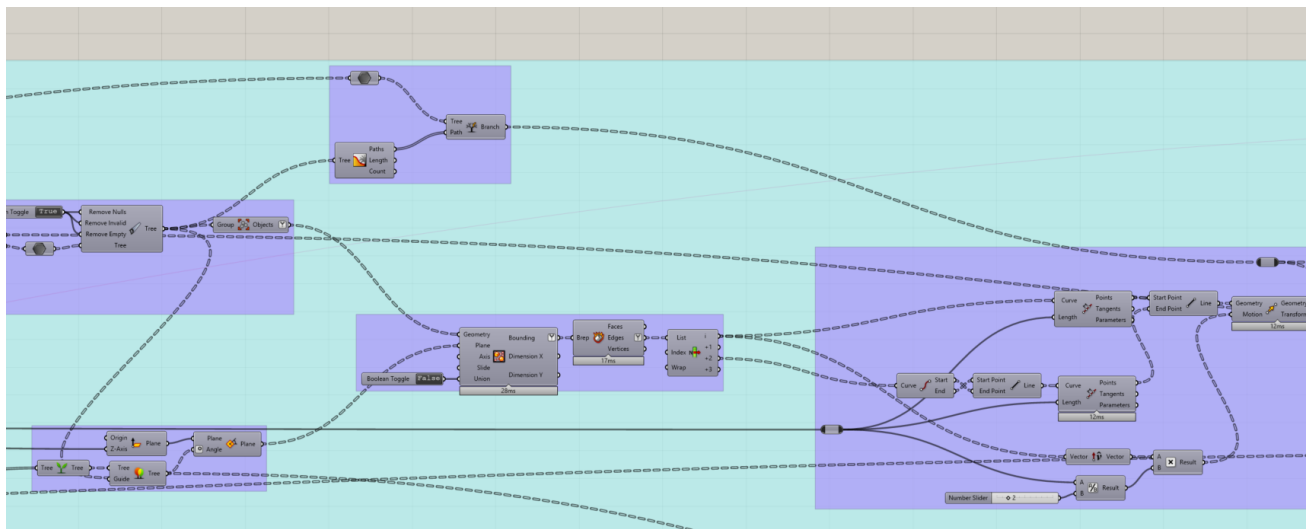 Tree
Path
Branch
Tree
Paths
Length
Count
Toggle True
Remove Nulls
Remove Invalid
Remove Empty
Tree
Tree
Group Objects
Geometry
Plane
Axis
Slide
Union
Bounding
Dimension X
Dimension Y
28ms
Boolean Toggle False
Brep
Faces
Edges
Vertices
17ms
List
Index
Wrap
i
+1
+2
+3
Origin
Z-Axis
Plane
Plane
Angle
Plane
Tree Tree
Tree
Guide
Tree
Curve
Length
Points
Tangents
Parameters
Start Point
End Point
Line
Geometry
Motion
Geometry
Transform
12ms
Curve
Start
End
Start Point
End Point
Line
Curve
Length
Points
Tangents
Parameters
12ms
Vector Vector
A
B
Result
A
B
Result
Number Slider 2